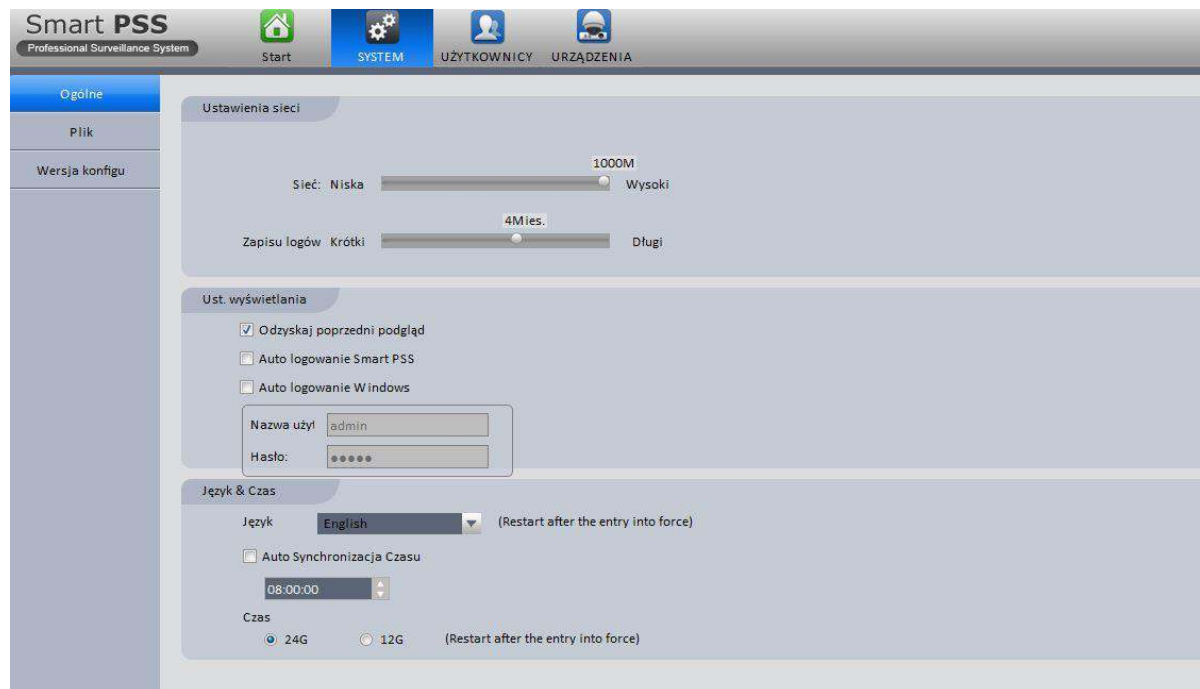 Smart PSS
Professional Surveillance System
Start
SYSTEM
UŻYTKOWNICY
URZĄDZENIA
Ogólne
Plik
Wersja konfigu
Ustawienia sieci
1000M
Sieć: Niska Wysoki
4Mies.
Zapisu logów Krótki Długi
Ust. wyświetlania
Odzyskaj poprzedni podgląd
Auto logowanie Smart PSS
Auto logowanie Windows
Nazwa użyt admin
Hasło: ●●●●●
Język & Czas
Język English (Restart after the entry into force)
Auto Synchronizacja Czasu
08:00:00
Czas
24G 12G (Restart after the entry into force)